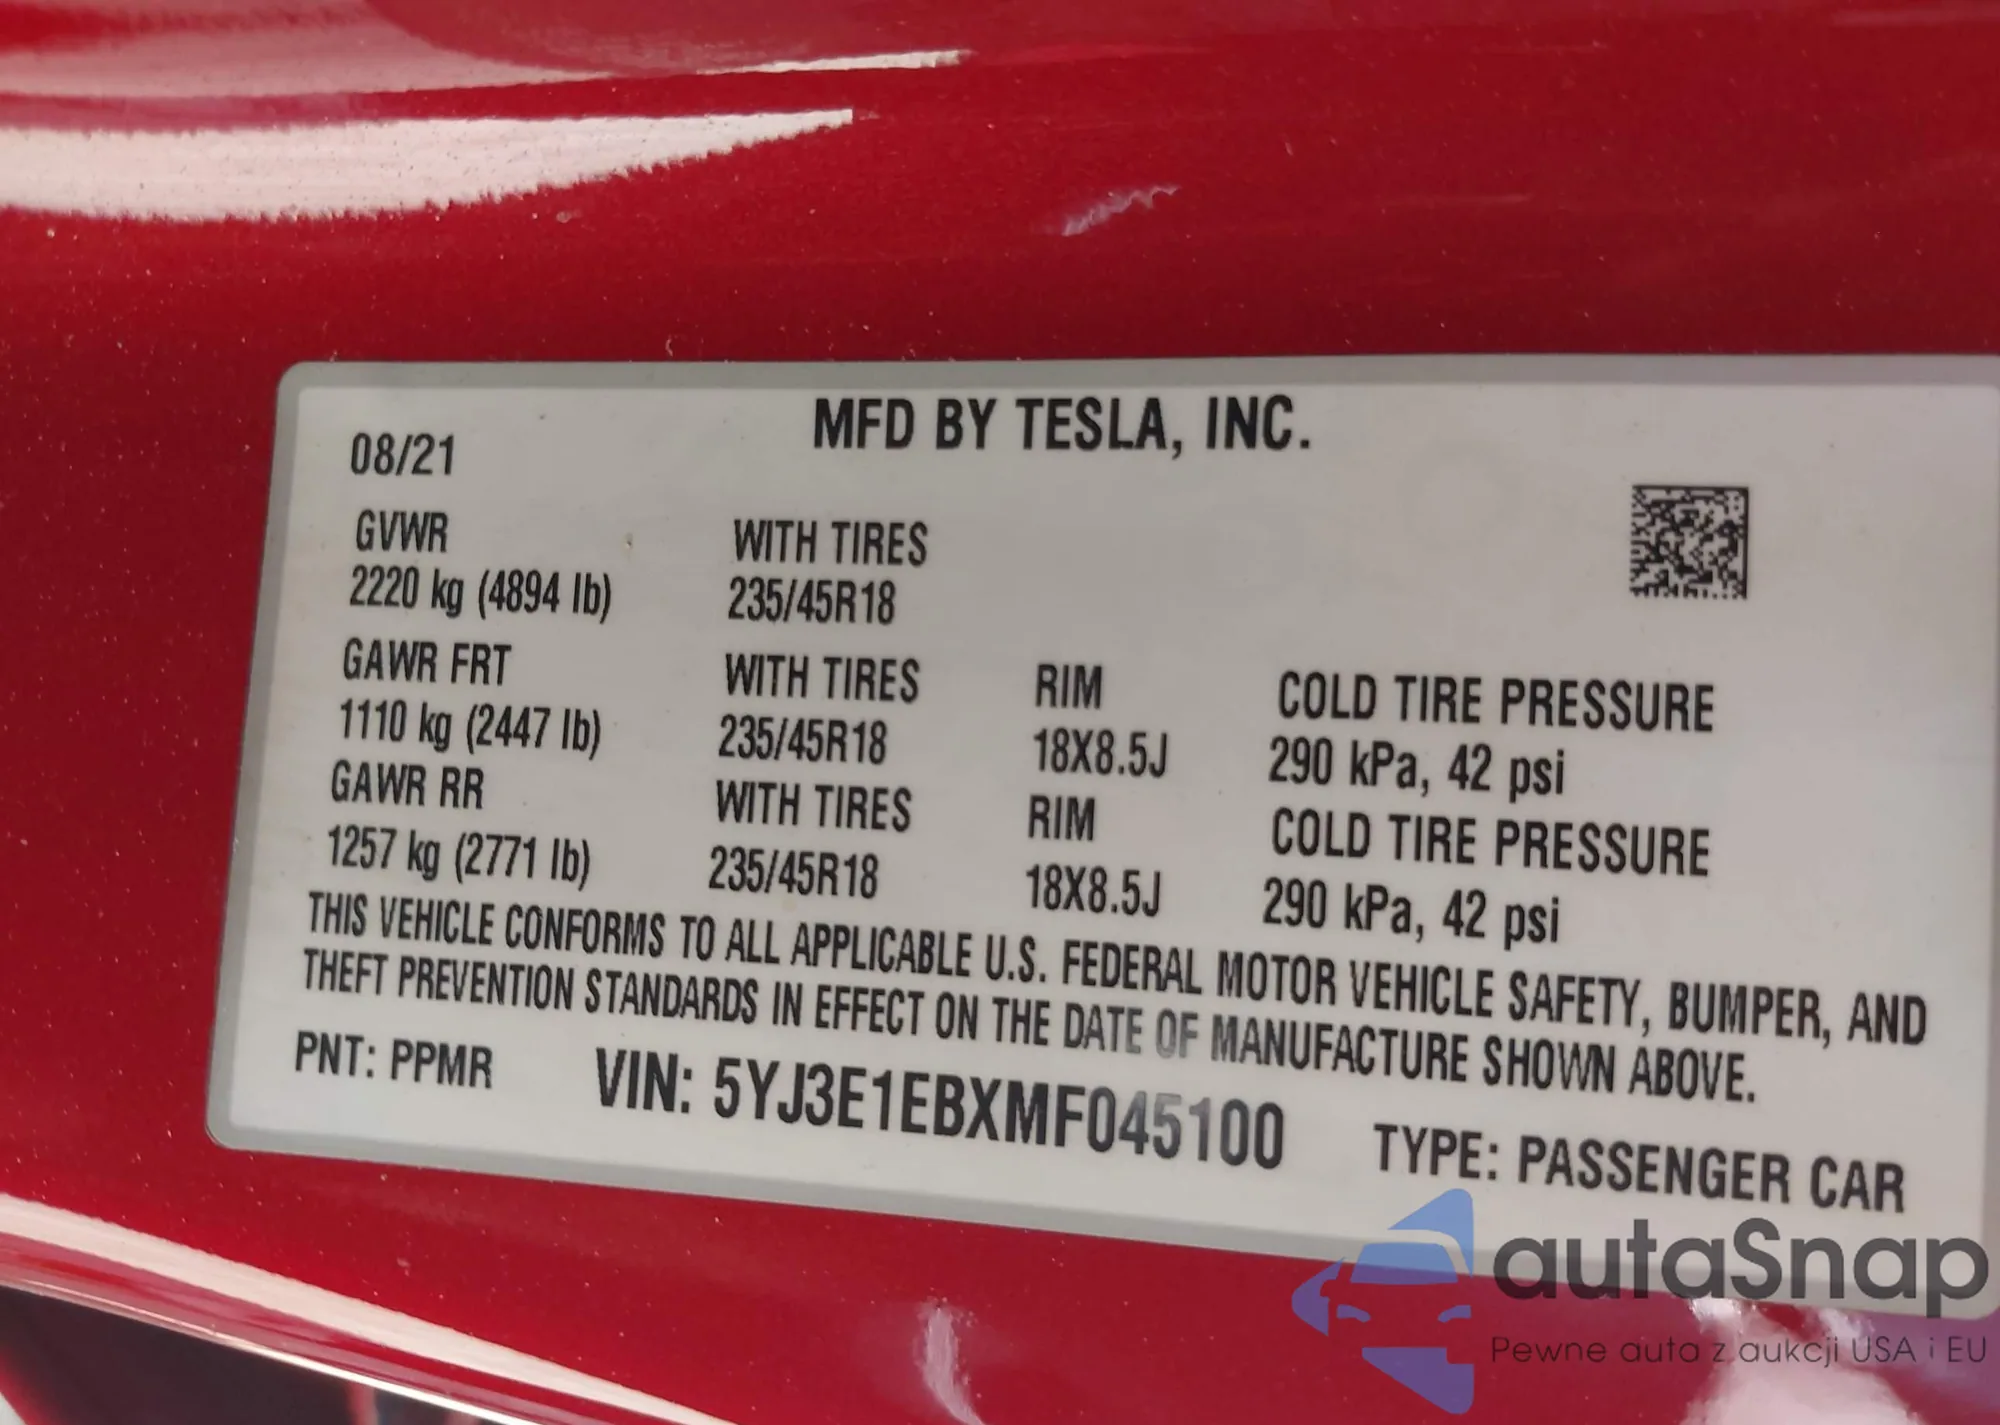 MFD BY TESLA, INC.
08/21
GVWR WITH TIRES
2220 kg (4894 lb) 235/45R18
GAWR FRT WITH TIRES RIM COLD TIRE PRESSURE
1110 kg (2447 lb) 235/45R18 18X8.5J 290 kPa, 42 psi
GAWR RR WITH TIRES RIM COLD TIRE PRESSURE
1257 kg (2771 lb) 235/45R18 18X8.5J 290 kPa, 42 psi
THIS VEHICLE CONFORMS TO ALL APPLICABLE U.S. FEDERAL MOTOR VEHICLE SAFETY, BUMPER, AND
THEFT PREVENTION STANDARDS IN EFFECT ON THE DATE OF MANUFACTURE SHOWN ABOVE.
PNT: PPMR VIN: 5YJ3E1EBXMF045100 TYPE: PASSENGER CAR
autaSnap
Pewne auta z aukcji USA i EU